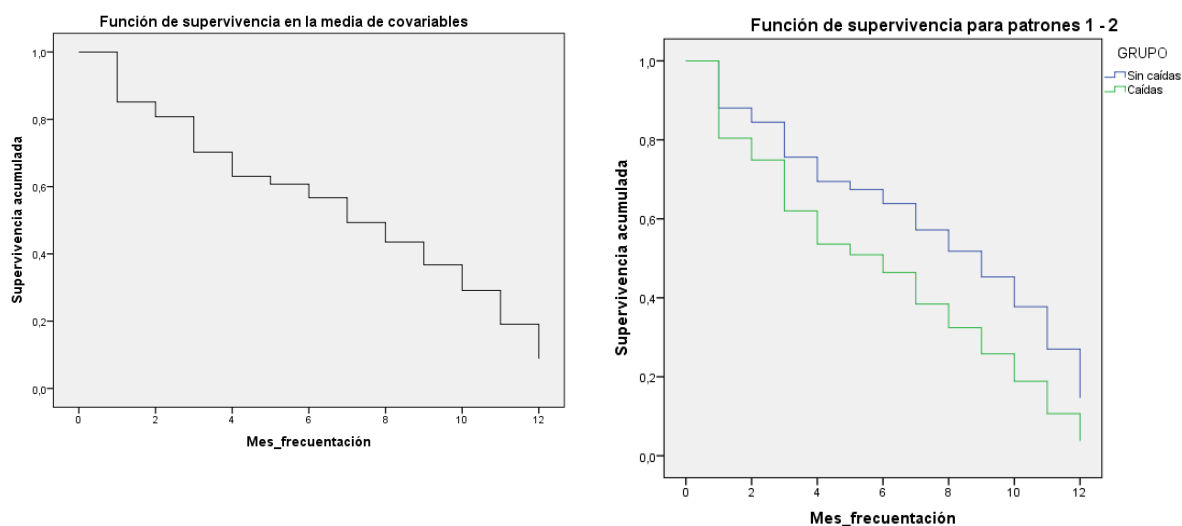 Función de supervivencia en la media de covariables
Supervivencia acumulada
1,0
0,8
0,6
0,4
0,2
0,0
0 2 4 6 8 10 12
Mes_frecuentación
Función de supervivencia para patrones 1 - 2
GRUPO
Sin caídas
Caídas
Supervivencia acumulada
1,0
0,8
0,6
0,4
0,2
0,0
0 2 4 6 8 10 12
Mes_frecuentación